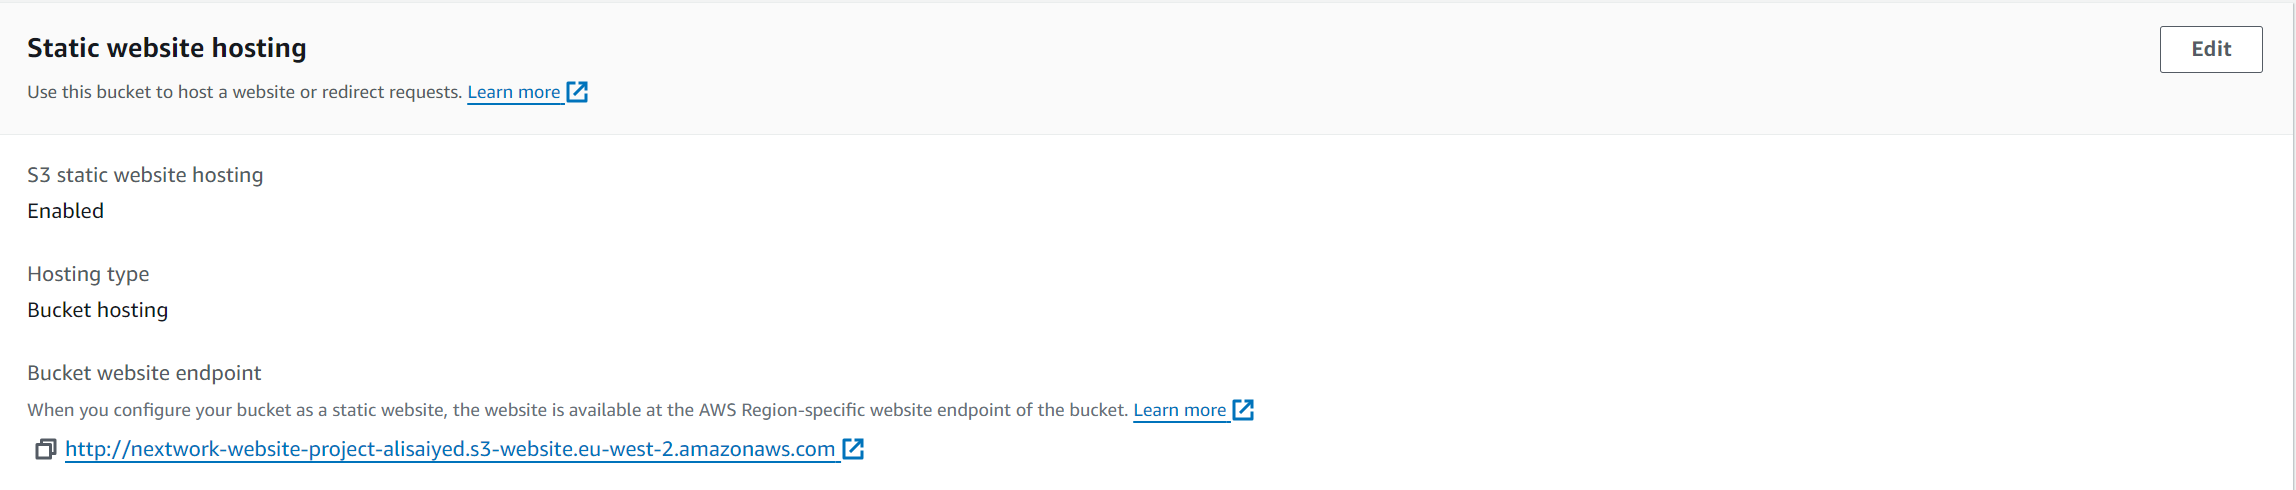 Static website hosting
Edit
Use this bucket to host a website or redirect requests. Learn more
S3 static website hosting
Enabled
Hosting type
Bucket hosting
Bucket website endpoint
When you configure your bucket as a static website, the website is available at the AWS Region-specific website endpoint of the bucket. Learn more
http://nextwork-website-project-alisaiyed.s3-website.eu-west-2.amazonaws.com